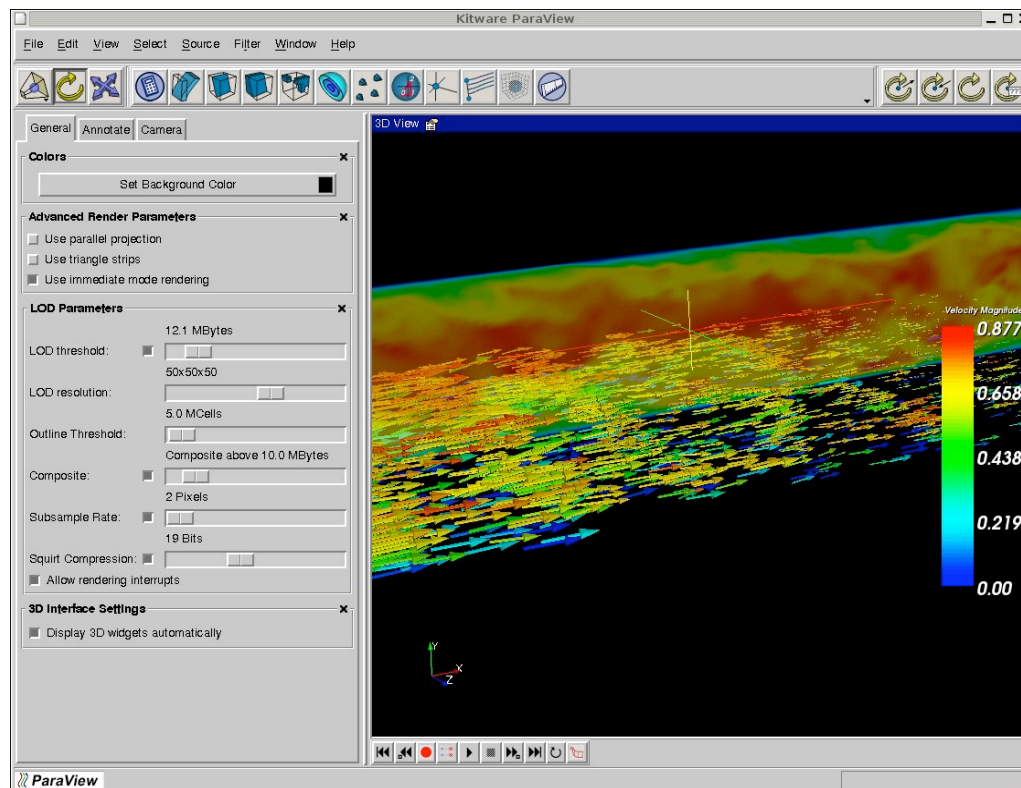 Kitware ParaView
File Edit View Select Source Filter Window Help
General Annotate Camera
3D View
Colors
Set Background Color
Advanced Render Parameters
Use parallel projection
Use triangle strips
Use immediate mode rendering
LOD Parameters
12.1 MBytes
LOD threshold:
50x50x50
LOD resolution:
5.0 MCells
Outline Threshold:
Composite above 10.0 MBytes
Composite:
2 Pixels
Subsample Rate:
19 Bits
Squirt Compression:
Allow rendering interrupts
3D Interface Settings
Display 3D widgets automatically
Velocity Magnitude
0.877
0.658
0.438
0.219
0.00
Y
X
Z
ParaView